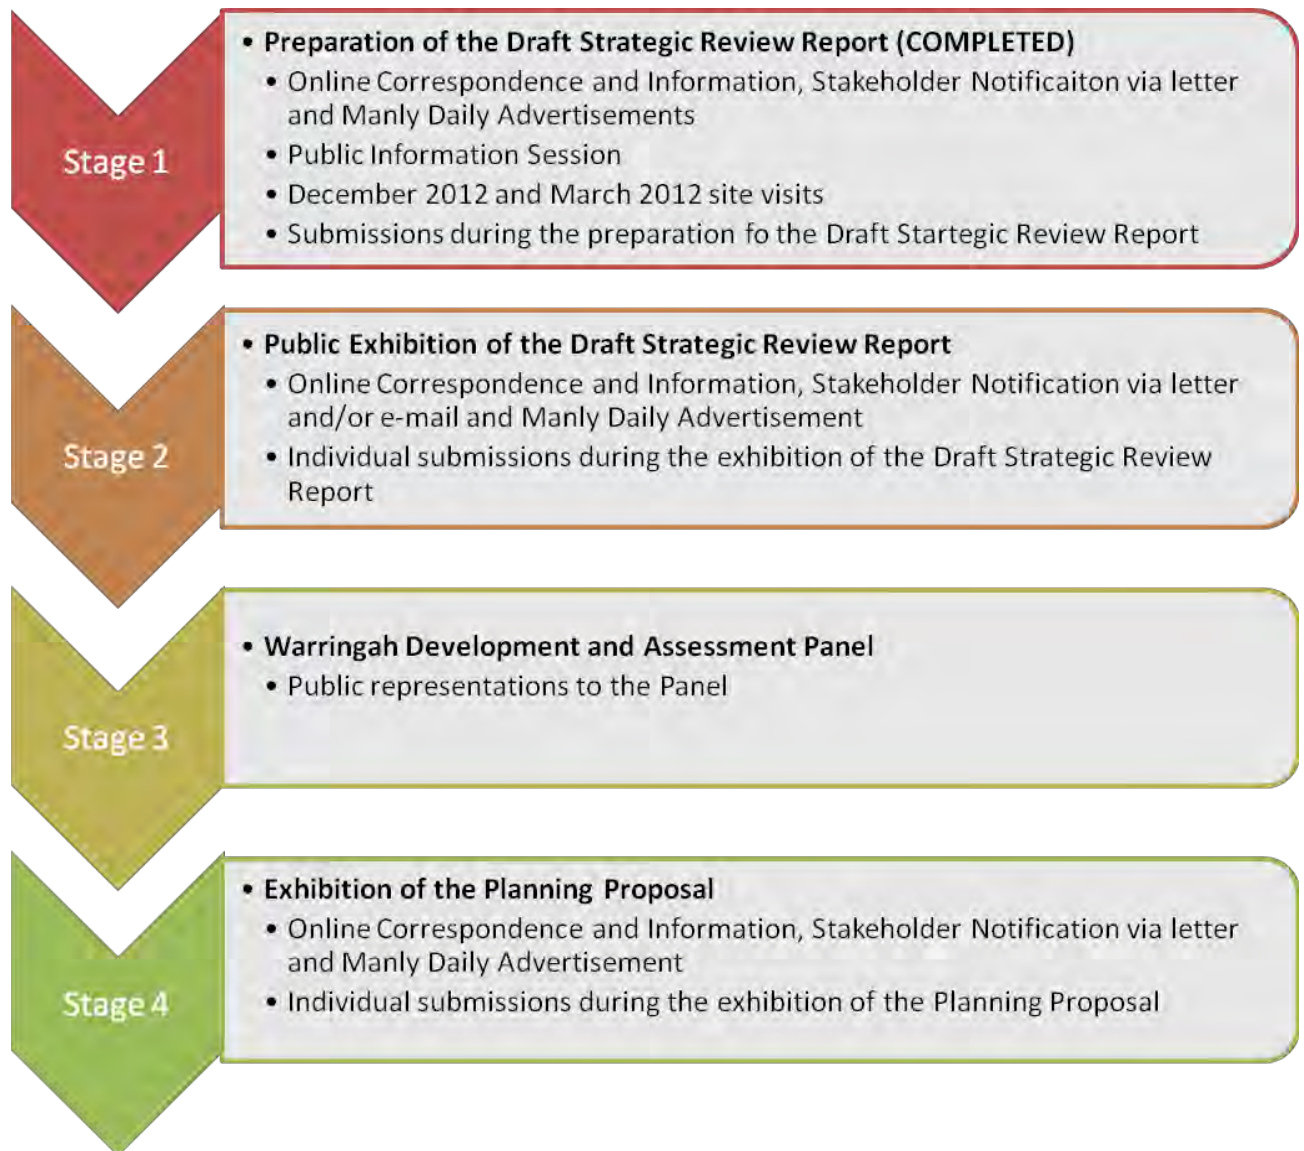 Stage 1
• Preparation of the Draft Strategic Review Report (COMPLETED)
• Online Correspondence and Information, Stakeholder Notificaiton via letter
and Manly Daily Advertisements
• Public Information Session
• December 2012 and March 2012 site visits
• Submissions during the preparation fo the Draft Startegic Review Report
Stage 2
• Public Exhibition of the Draft Strategic Review Report
• Online Correspondence and Information, Stakeholder Notification via letter
and/or e-mail and Manly Daily Advertisement
• Individual submissions during the exhibition of the Draft Strategic Review
Report
Stage 3
• Warringah Development and Assessment Panel
• Public representations to the Panel
Stage 4
• Exhibition of the Planning Proposal
• Online Correspondence and Information, Stakeholder Notification via letter
and Manly Daily Advertisement
• Individual submissions during the exhibition of the Planning Proposal